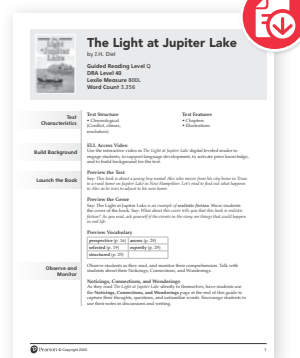 The Light at Jupiter Lake
by J.H. Diel
Guided Reading Level Q
DRA Level 40
Lexile Measure 800L
Word Count 3,356
Text Characteristics
Text Structure
• Chronological
(Conflict, climax,
resolution)
Text Features
• Chapters
• Illustrations
Build Background
ELL Access Video
Use the interactive video in The Light at Jupiter Lake digital leveled reader to
engage students, to support language development, to activate prior knowledge,
and to build background for the text.
Launch the Book
Preview the Text
Say: This book is about a young boy named Alex who moves from his city home in Texas
to a rural home on Jupiter Lake in New Hampshire. Let's read to find out what happens
to Alex as he tries to adjust to his new home.
Preview the Genre
Say: The Light at Jupiter Lake is an example of realistic fiction. Show students
the cover of the book. Say: What about this cover tells you that this book is realistic
fiction? As you read, ask yourself if the events in the story are things that could happen
in real life.
Preview Vocabulary
perspective (p. 16) access (p. 28)
selected (p. 19) expertly (p. 29)
structured (p. 25)
Observe and Monitor
Observe students as they read, and monitor their comprehension. Talk with
students about their Noticings, Connections, and Wonderings.
Noticings, Connections, and Wonderings
As they read The Light at Jupiter Lake silently to themselves, have students use
the Noticings, Connections, and Wonderings page at the end of this guide to
capture their thoughts, questions, and unfamiliar words. Encourage students to
use their notes in discussions and writing.
Pearson
1